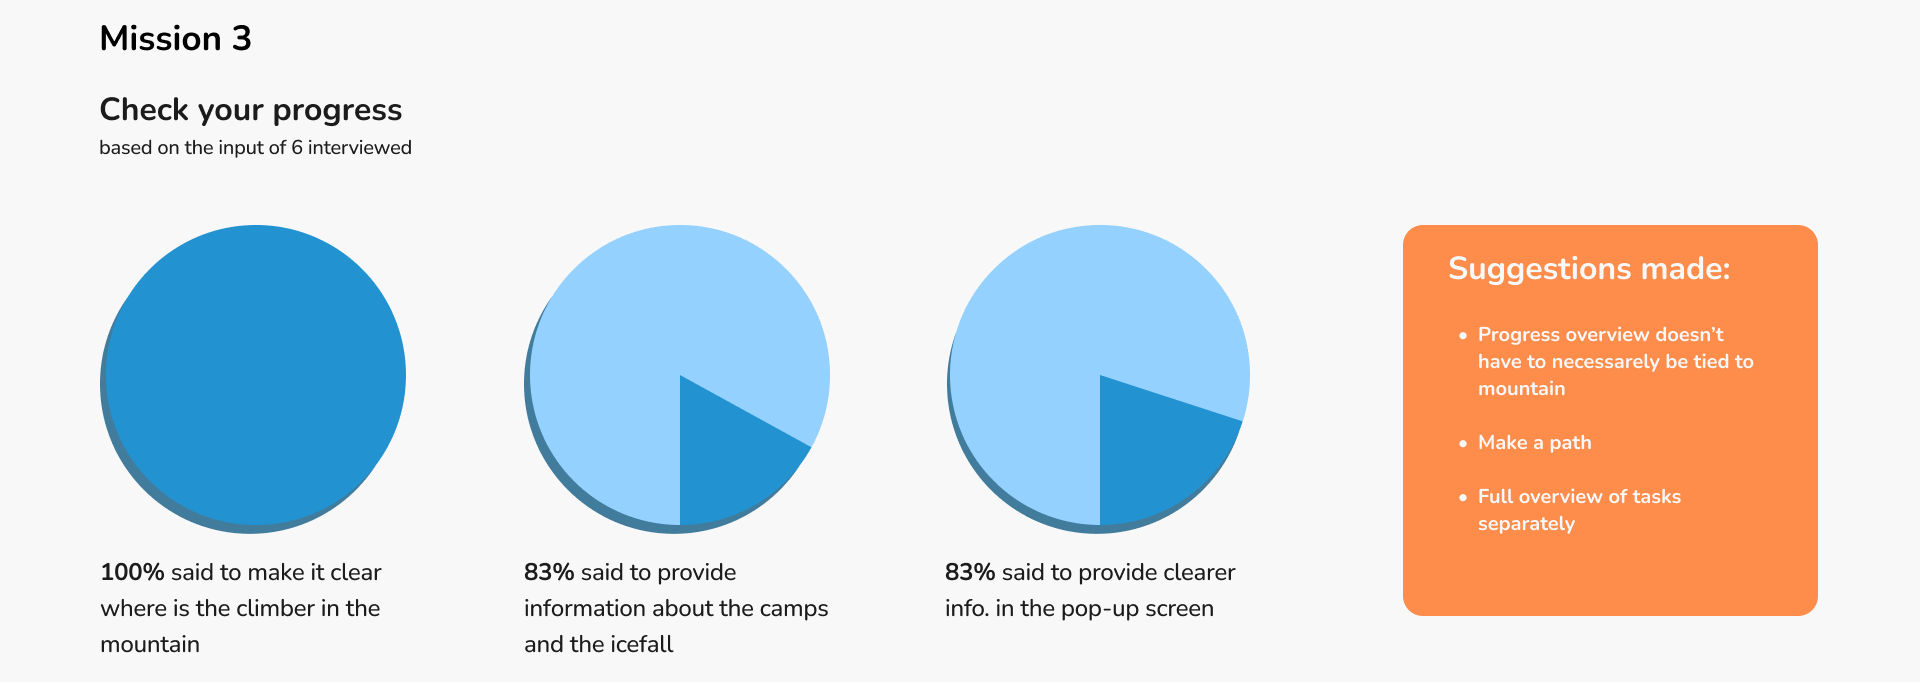 Mission 3
Check your progress
based on the input of 6 interviewed
100% said to make it clear
where is the climber in the
mountain
83% said to provide
information about the camps
and the icefall
83% said to provide clearer
info. in the pop-up screen
Suggestions made:
• Progress overview doesn’t
have to necessarely be tied to
mountain
• Make a path
• Full overview of tasks
separately